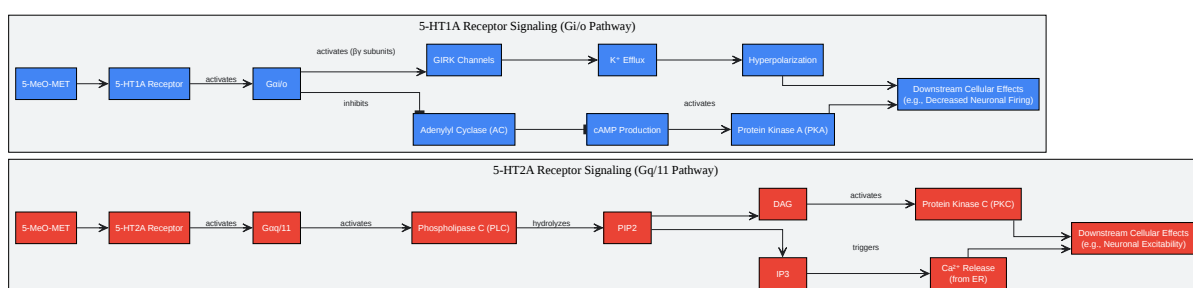 5-HT1A Receptor Signaling (Gi/o Pathway)
activates (βγ subunits)
GIRK Channels
K⁺ Efflux
Hyperpolarization
5-MeO-MET
5-HT1A Receptor
activates
Gαi/o
inhibits
Adenylyl Cyclase (AC)
cAMP Production
activates
Protein Kinase A (PKA)
Downstream Cellular Effects
(e.g., Decreased Neuronal Firing)
5-HT2A Receptor Signaling (Gq/11 Pathway)
5-MeO-MET
5-HT2A Receptor
activates
Gαq/11
activates
Phospholipase C (PLC)
hydrolyzes
PIP2
DAG
activates
Protein Kinase C (PKC)
IP3
triggers
Ca²⁺ Release
(from ER)
Downstream Cellular Effects
(e.g., Neuronal Excitability)